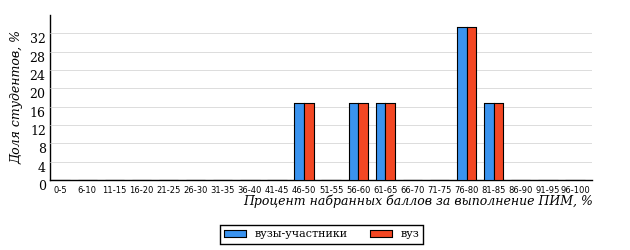 Доля студентов, %
32
28
24
20
16
12
8
4
0
0-5 6-10 11-15 16-20 21-25 26-30 31-35 36-40 41-45 46-50 51-55 56-60 61-65 66-70 71-75 76-80 81-85 86-90 91-95 96-100
Процент набранных баллов за выполнение ПИМ, %
вузы-участники вуз